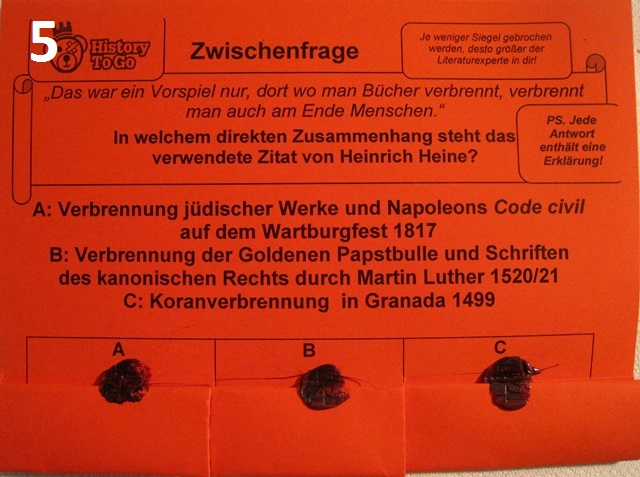 5
History
ToGo
Zwischenfrage
Je weniger Siegel gebrochen
werden, desto größer der
Literaturexperte in dir!
„Das war ein Vorspiel nur, dort wo man Bücher verbrennt, verbrennt
man auch am Ende Menschen.“
In welchem direkten Zusammenhang steht das
verwendete Zitat von Heinrich Heine?
PS. Jede
Antwort
enthält eine
Erklärung!
A: Verbrennung jüdischer Werke und Napoleons Code civil
auf dem Wartburgfest 1817
B: Verbrennung der Goldenen Papstbulle und Schriften
des kanonischen Rechts durch Martin Luther 1520/21
C: Koranverbrennung in Granada 1499
A B C